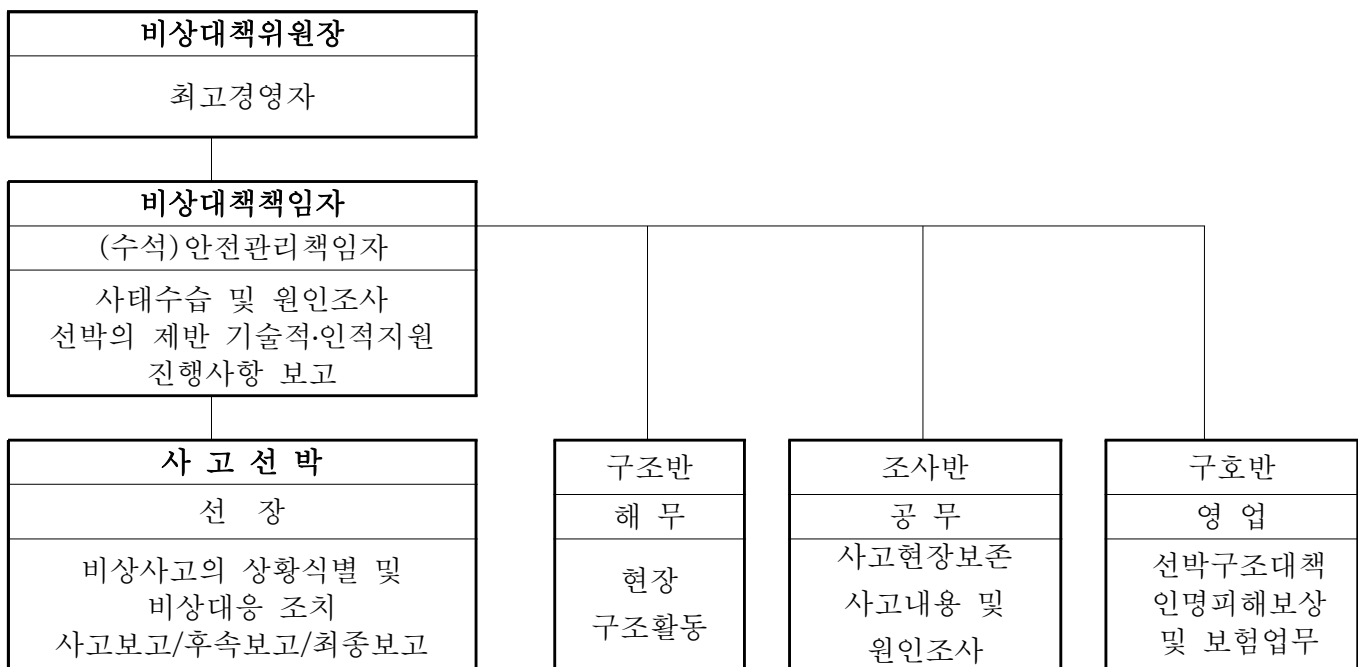 비상대책위원장
최고경영자
비상대책책임자
(수석)안전관리책임자
사태수습 및 원인조사
선박의 제반 기술적·인적지원
진행사항 보고
사 고 선 박
선 장
비상사고의 상황식별 및
비상대응 조치
사고보고/후속보고/최종보고
구조반
해 무
현장
구조활동
조사반
공 무
사고현장보존
사고내용 및
원인조사
구호반
영 업
선박구조대책
인명피해보상
및 보험업무